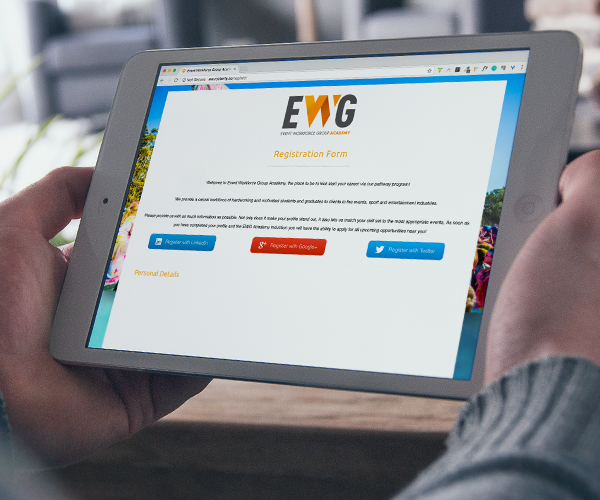 Event Workforce Group Acade
Not Secure
EWG
EVENT WORKFORCE GROUP ACADEMY
Registration Form
Welcome to Event Workforce Group Academy, the place to be to kick start your career via our pathway program!
We provide a casual workforce of hardworking and motivated students and graduates to clients in the events, sport and entertainment industries.
Please provide us with as much information as possible. Not only does it make your profile stand out, it also lets us match your skill set to the most appropriate events. As soon as
you have completed your profile and the EWG Academy induction you will have the ability to apply for all upcoming opportunities near you!
Register with LinkedIn
Register with Google+
Register with Twitter
Personal Details